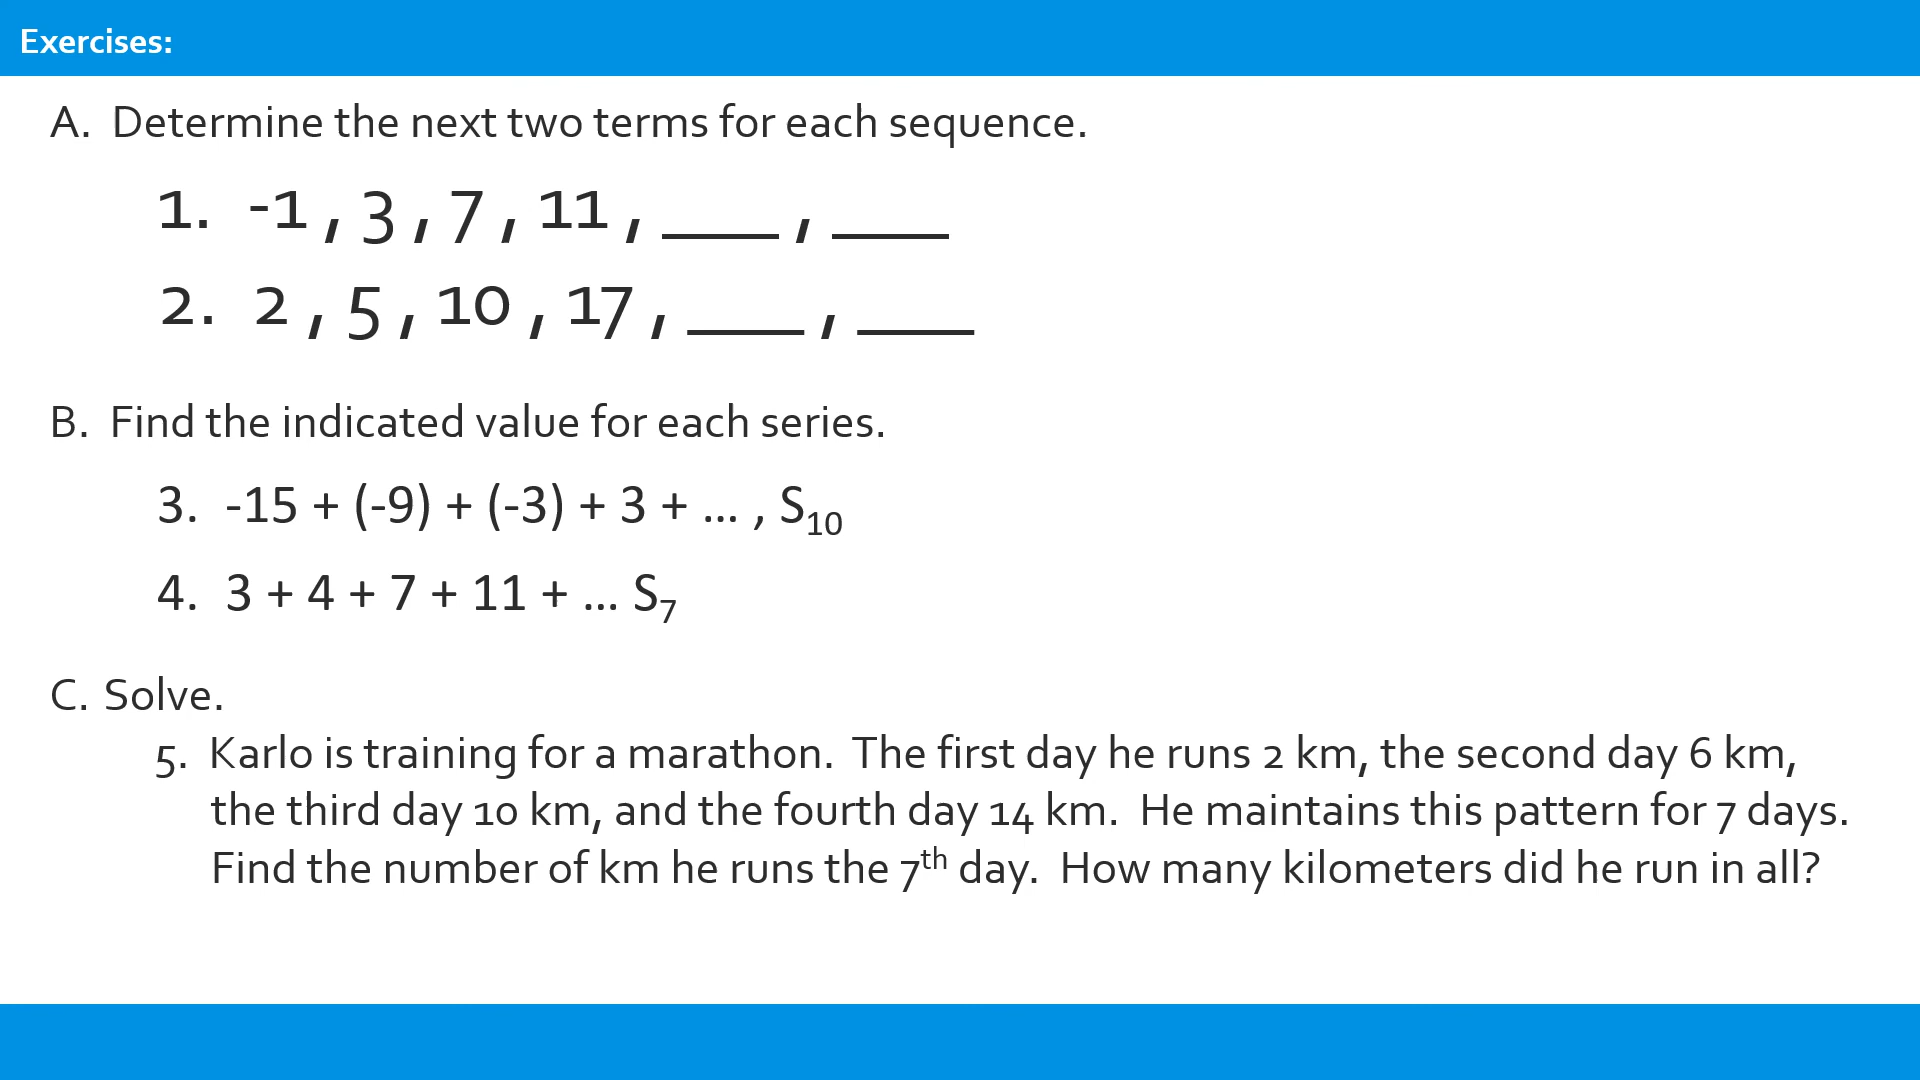 Exercises:
A. Determine the next two terms for each sequence.
1. -1 , 3 , 7 , 11 , ___ , ___
2. 2 , 5 , 10 , 17 , ___ , ___
B. Find the indicated value for each series.
3. -15 + (-9) + (-3) + 3 + ... , S₁₀
4. 3 + 4 + 7 + 11 + ... S₇
C. Solve.
5. Karlo is training for a marathon. The first day he runs 2 km, the second day 6 km,
the third day 10 km, and the fourth day 14 km. He maintains this pattern for 7 days.
Find the number of km he runs the 7ᵗʰ day. How many kilometers did he run in all?